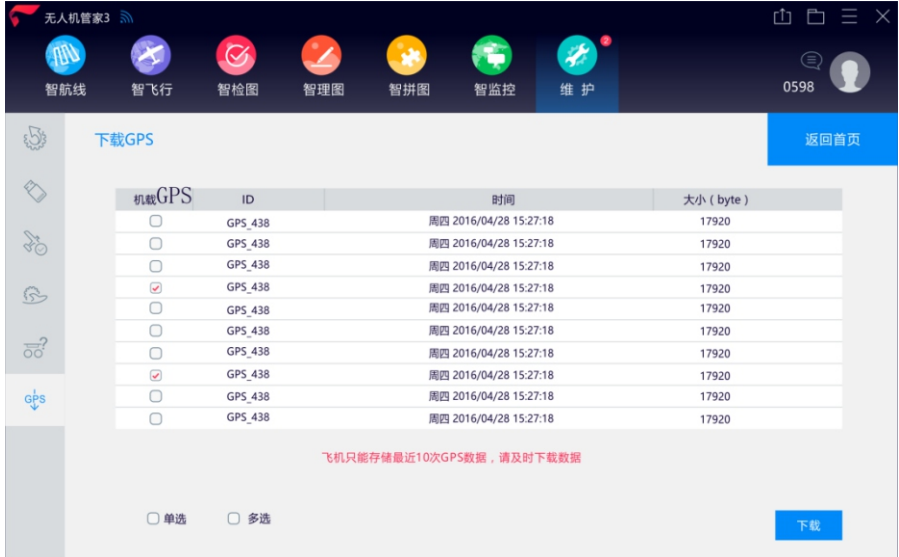 无人机管家3
2
智航线 智飞行 智检图 智理图 智拼图 智监控 维 护 0598
下载GPS 返回首页
机载GPS ID 时间 大小（byte）
GPS_438 周四 2016/04/28 15:27:18 17920
GPS_438 周四 2016/04/28 15:27:18 17920
GPS_438 周四 2016/04/28 15:27:18 17920
GPS_438 周四 2016/04/28 15:27:18 17920
GPS_438 周四 2016/04/28 15:27:18 17920
GPS_438 周四 2016/04/28 15:27:18 17920
GPS_438 周四 2016/04/28 15:27:18 17920
GPS_438 周四 2016/04/28 15:27:18 17920
GPS_438 周四 2016/04/28 15:27:18 17920
GPS_438 周四 2016/04/28 15:27:18 17920
GPS
飞机只能存储最近10次GPS数据，请及时下载数据
单选 多选 下载